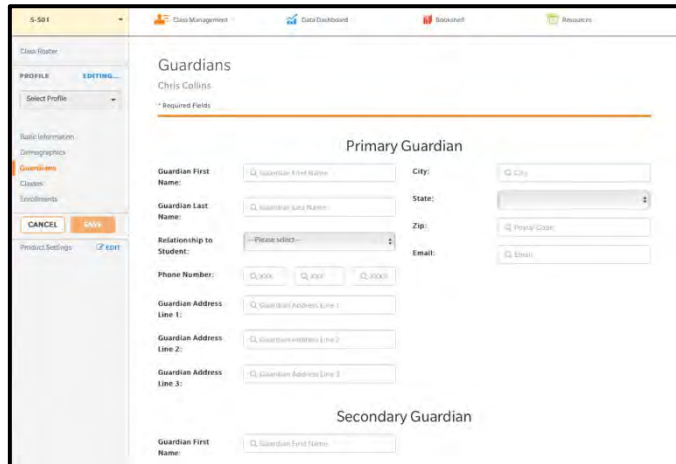 S-501
Class Management
Data Dashboard
Bookshelf
Resources
Class Roster
PROFILE EDITING...
Select Profile
Basic Information
Demographics
Guardians
Classes
Enrollments
CANCEL SAVE
Product Settings EDIT
Guardians
Chris Collins
* Required Fields
Primary Guardian
Guardian First
Name:
Guardian First Name
Guardian Last
Name:
Guardian Last Name
Relationship to
Student:
--Please select--
Phone Number:
XXX XXX XXXX
Guardian Address
Line 1:
Guardian Address Line 1
Guardian Address
Line 2:
Guardian Address Line 2
Guardian Address
Line 3:
Guardian Address Line 3
City:
City
State:
Zip:
Postal Code
Email:
Email
Secondary Guardian
Guardian First
Name:
Guardian First Name